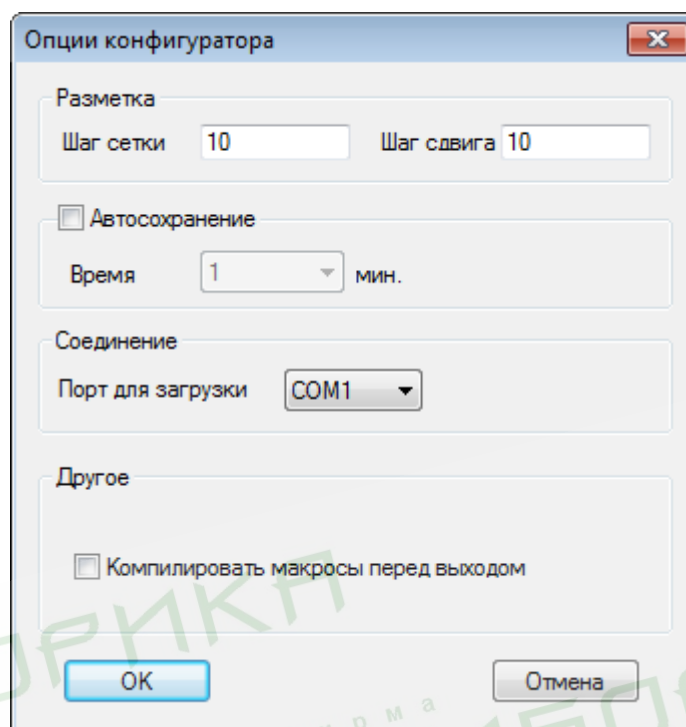 Опции конфигуратора
Разметка
Шаг сетки 10 Шаг сдвига 10
Автосохранение
Время 1 мин.
Соединение
Порт для загрузки COM1
Другое
Компилировать макросы перед выходом
OK Отмена